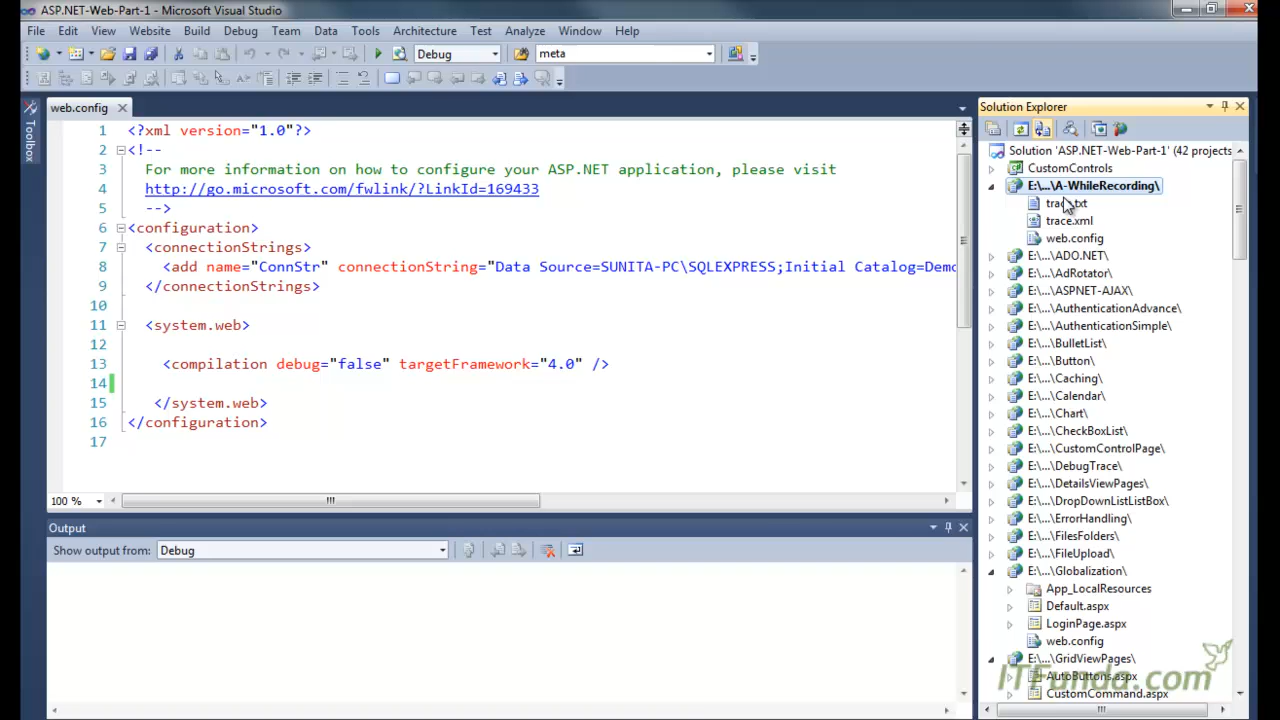 ASP.NET-Web-Part-1 - Microsoft Visual Studio
File Edit View Website Build Debug Team Data Tools Architecture Test Analyze Window Help
Debug meta
web.config
Toolbox
1 <?xml version="1.0"?>
2 <!--
3 For more information on how to configure your ASP.NET application, please visit
4 http://go.microsoft.com/fwlink/?LinkId=169433
5 -->
6 <configuration>
7 <connectionStrings>
8 <add name="ConnStr" connectionString="Data Source=SUNITA-PC\SQLEXPRESS;Initial Catalog=Demo
9 </connectionStrings>
10
11 <system.web>
12
13 <compilation debug="false" targetFramework="4.0" />
14
15 </system.web>
16 </configuration>
17
100 %
Output
Show output from: Debug
Solution Explorer
Solution 'ASP.NET-Web-Part-1' (42 projects
CustomControls
E:\...\A-WhileRecording\
trace.txt
trace.xml
web.config
E:\...\ADO.NET\
E:\...\AdRotator\
E:\...\ASPNET-AJAX\
E:\...\AuthenticationAdvance\
E:\...\AuthenticationSimple\
E:\...\BulletList\
E:\...\Button\
E:\...\Caching\
E:\...\Calendar\
E:\...\Chart\
E:\...\CheckBoxList\
E:\...\CustomControlPage\
E:\...\DebugTrace\
E:\...\DetailsViewPages\
E:\...\DropDownListListBox\
E:\...\ErrorHandling\
E:\...\FilesFolders\
E:\...\FileUpload\
E:\...\Globalization\
App_LocalResources
Default.aspx
LoginPage.aspx
web.config
E:\...\GridViewPages\
AutoButtons.aspx
CustomCommand.aspx
ITFunda.com